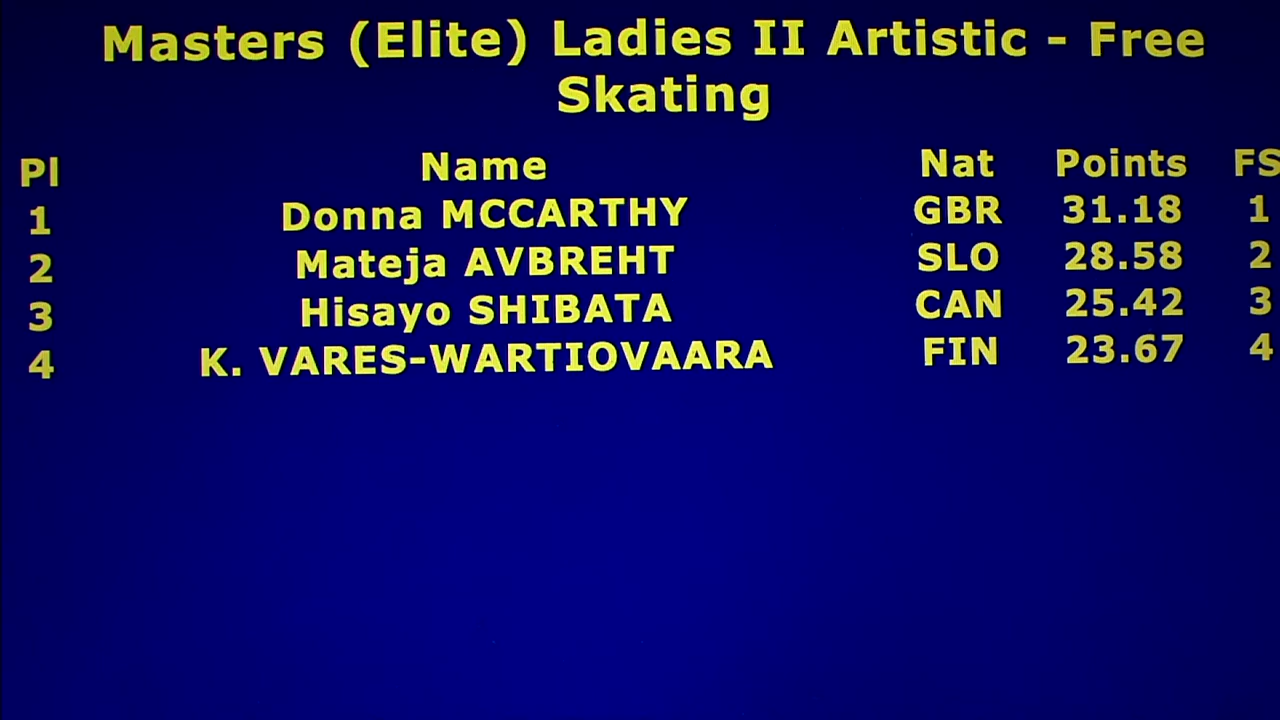 Masters (Elite) Ladies II Artistic - Free
Skating
Pl Name Nat Points FS
1 Donna MCCARTHY GBR 31.18 1
2 Mateja AVBREHT SLO 28.58 2
3 Hisayo SHIBATA CAN 25.42 3
4 K. VARES-WARTIOVAARA FIN 23.67 4